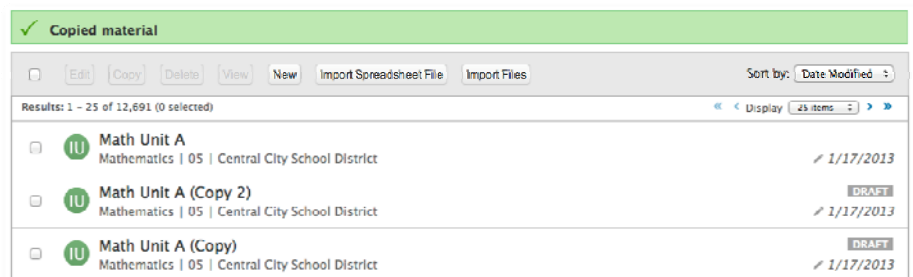 Copied material
Edit Copy Delete View New Import Spreadsheet File Import Files Sort by: Date Modified
Results: 1 - 25 of 12,691 (0 selected) « < Display 25 items > »
IU Math Unit A
Mathematics | 05 | Central City School District 1/17/2013
IU Math Unit A (Copy 2) DRAFT
Mathematics | 05 | Central City School District 1/17/2013
IU Math Unit A (Copy) DRAFT
Mathematics | 05 | Central City School District 1/17/2013